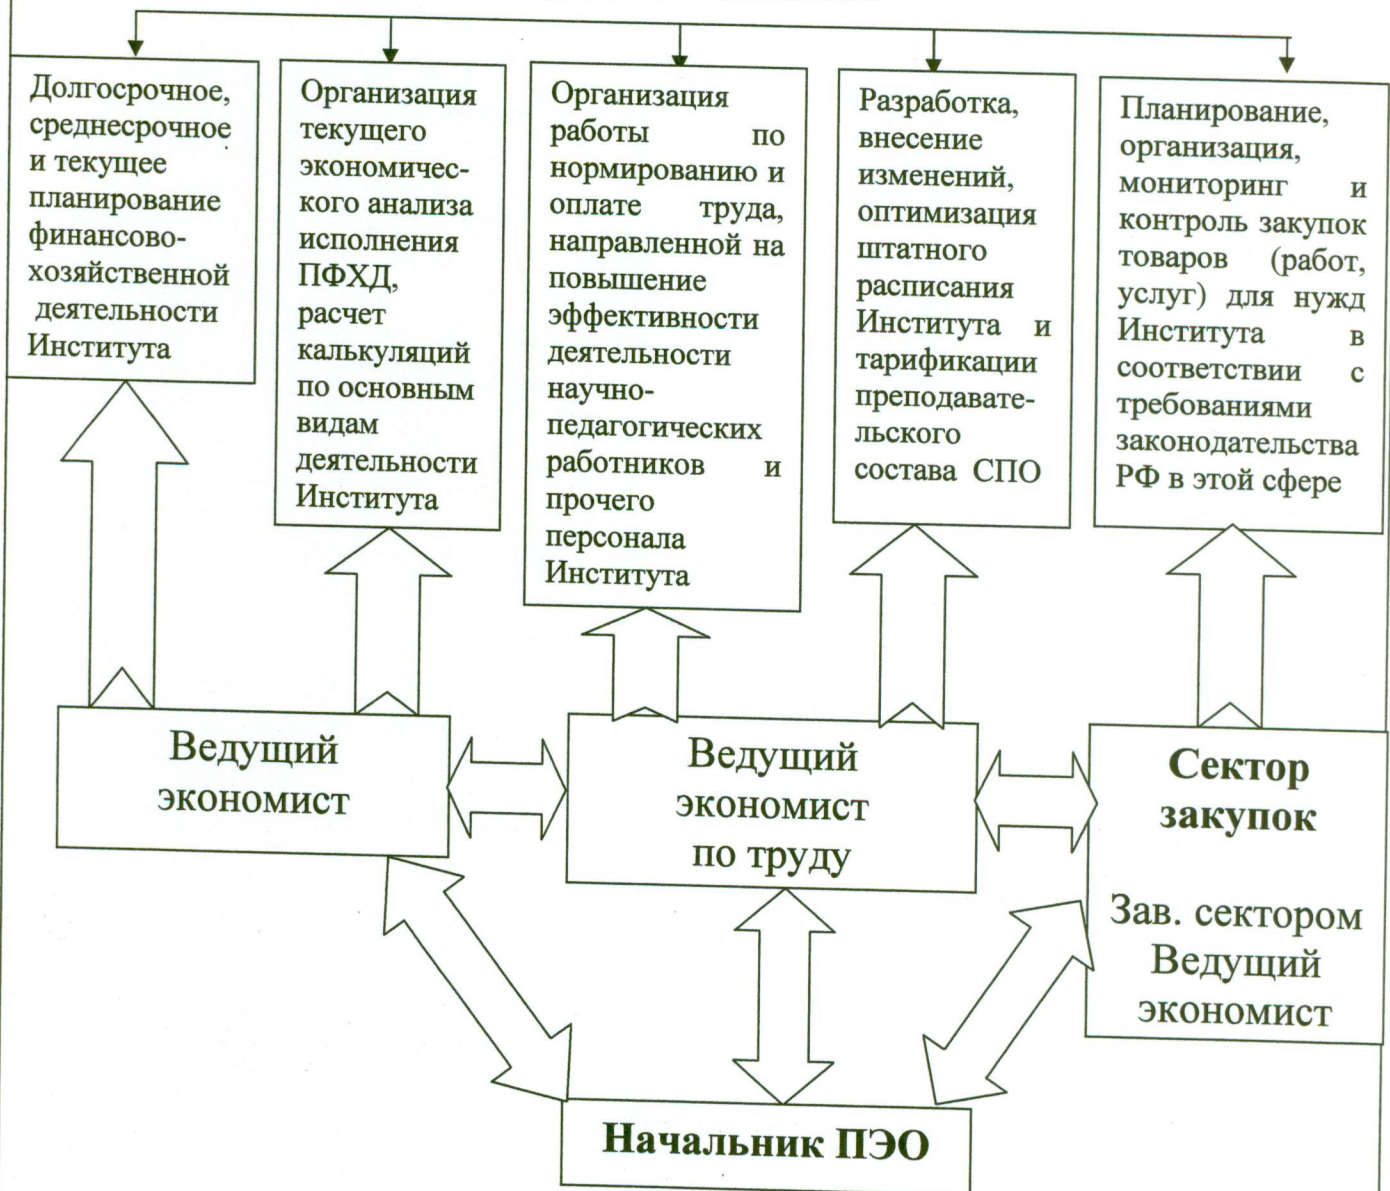 Долгосрочное,
среднесрочное
и текущее
планирование
финансово-
хозяйственной
деятельности
Института
Организация
текущего
экономичес-
кого анализа
исполнения
ПФХД,
расчет
калькуляций
по основным
видам
деятельности
Института
Организация
работы по
нормированию и
оплате труда,
направленной на
повышение
эффективности
деятельности
научно-
педагогических
работников и
прочего
персонала
Института
Разработка,
внесение
изменений,
оптимизация
штатного
расписания
Института и
тарификации
преподавате-
льского
состава СПО
Планирование,
организация,
мониторинг и
контроль закупок
товаров (работ,
услуг) для нужд
Института в
соответствии с
требованиями
законодательства
РФ в этой сфере
Ведущий
экономист
Ведущий
экономист
по труду
Сектор
закупок
Зав. сектором
Ведущий
экономист
Начальник ПЭО